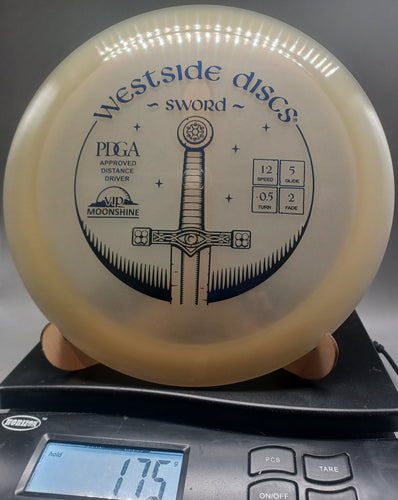 WESTSIDE DISCS®
~ SWORD ~
PDGA
APPROVED
DISTANCE
DRIVER
VIP
MOONSHINE
12 5
SPEED GLIDE
-0.5 2
TURN FADE
HORIZON
hold
175 g
PCS
TARE
ON/OFF